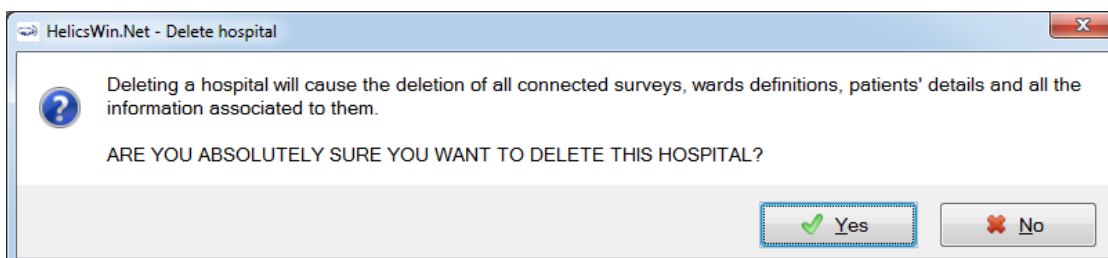 HelicsWin.Net - Delete hospital
Deleting a hospital will cause the deletion of all connected surveys, wards definitions, patients' details and all the
information associated to them.
ARE YOU ABSOLUTELY SURE YOU WANT TO DELETE THIS HOSPITAL?
Yes No